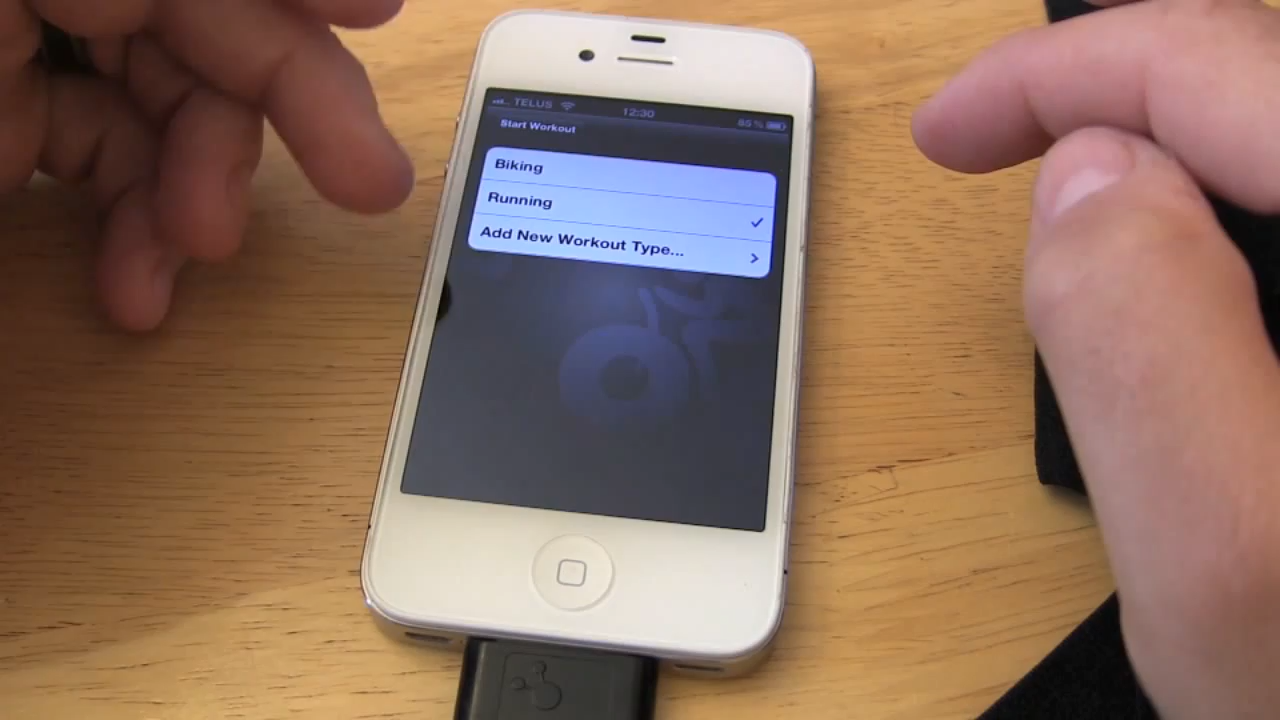 TELUS 12:30 85 %
Start Workout
Biking
Running
Add New Workout Type...